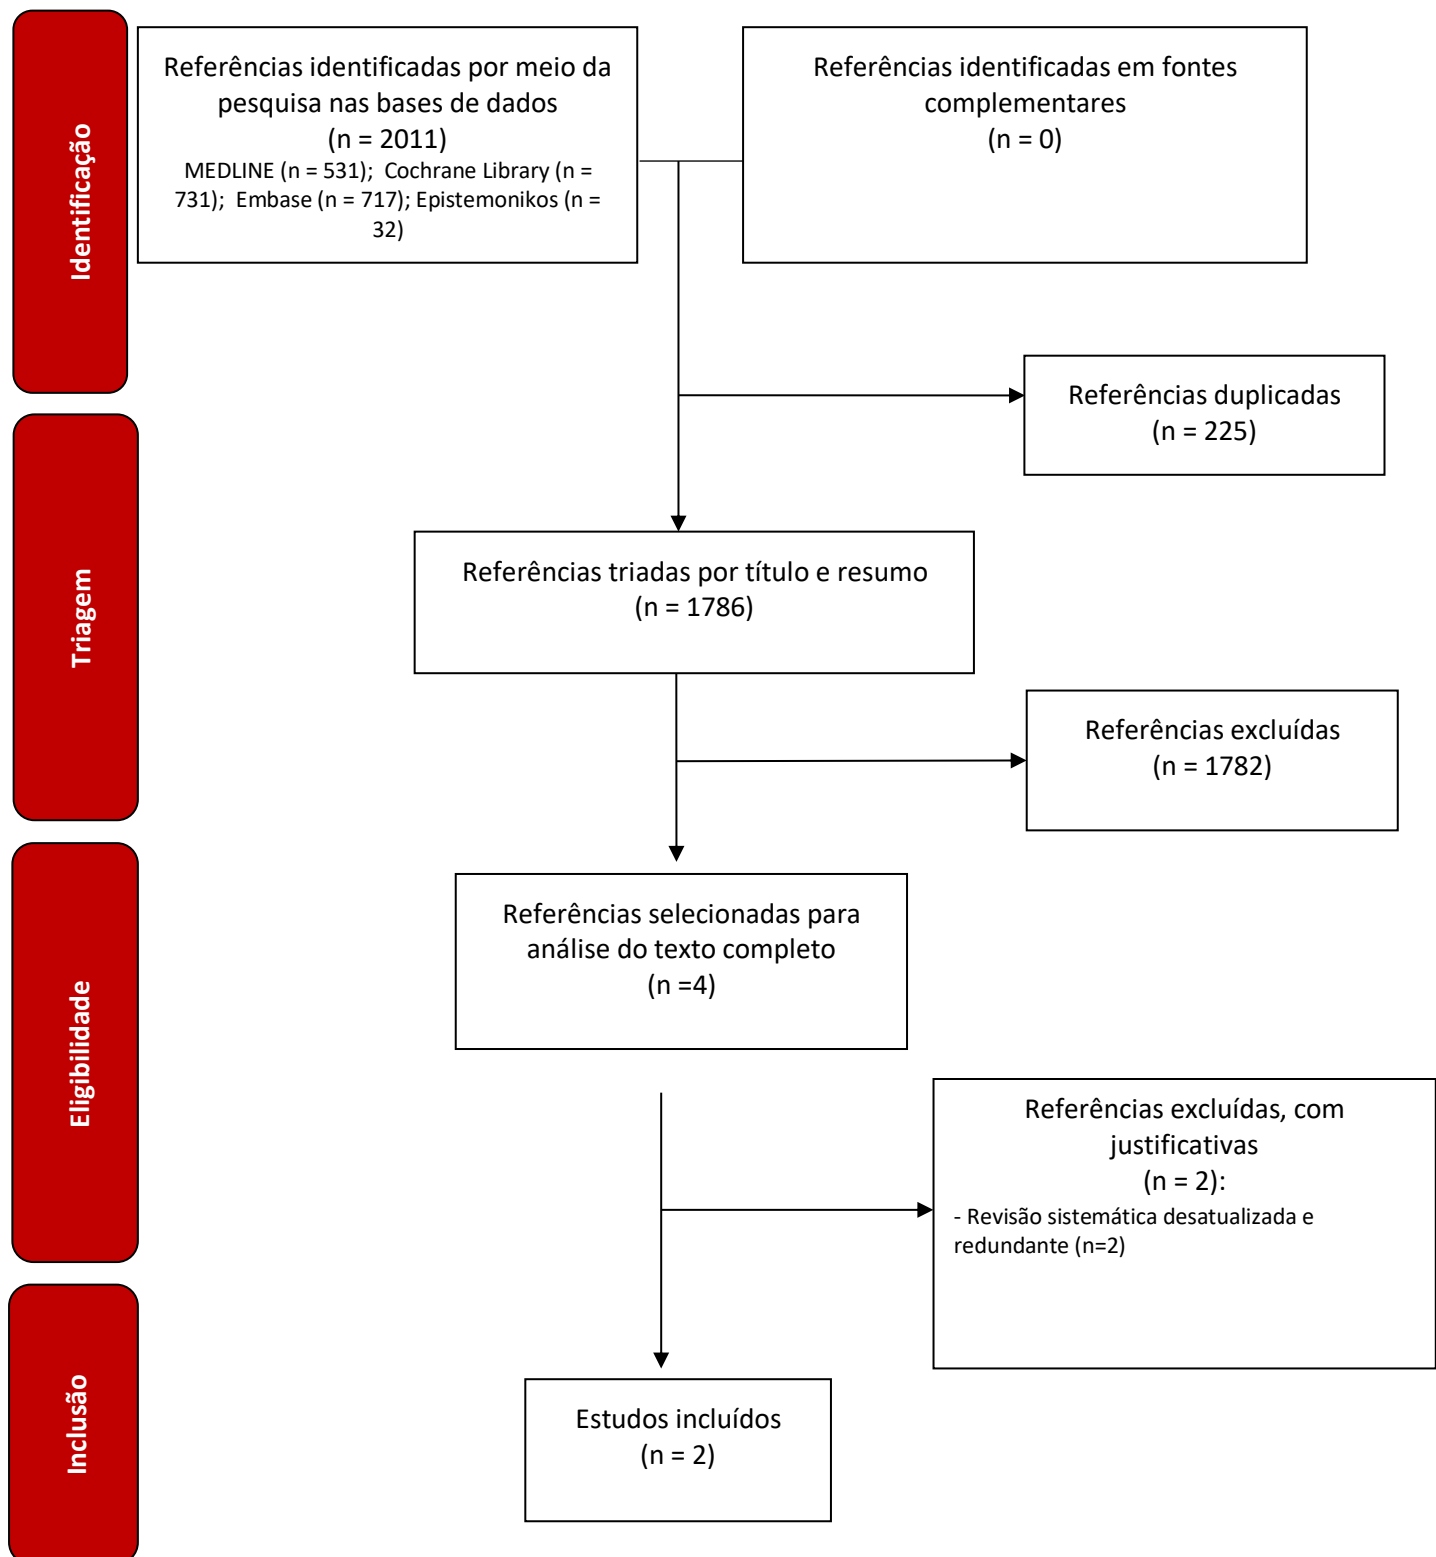 Identificação
Referências identificadas por meio da
pesquisa nas bases de dados
(n = 2011)
MEDLINE (n = 531); Cochrane Library (n =
731); Embase (n = 717); Epistemonikos (n =
32)
Referências identificadas em fontes
complementares
(n = 0)
Referências duplicadas
(n = 225)
Triagem
Referências triadas por título e resumo
(n = 1786)
Referências excluídas
(n = 1782)
Eligibilidade
Referências selecionadas para
análise do texto completo
(n =4)
Referências excluídas, com
justificativas
(n = 2):
- Revisão sistemática desatualizada e
redundante (n=2)
Inclusão
Estudos incluídos
(n = 2)